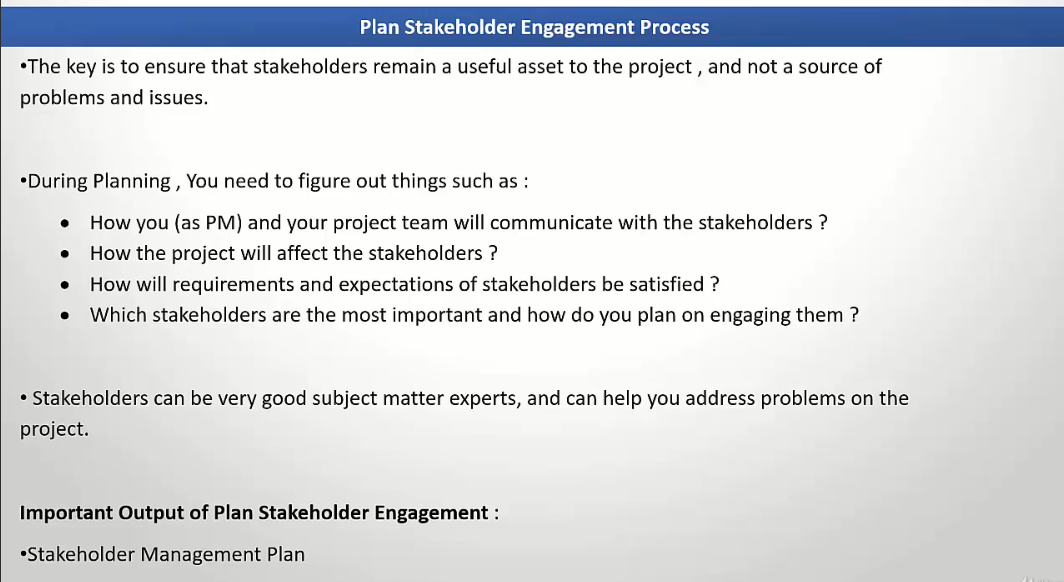 Plan Stakeholder Engagement Process
•The key is to ensure that stakeholders remain a useful asset to the project , and not a source of
problems and issues.
•During Planning , You need to figure out things such as :
• How you (as PM) and your project team will communicate with the stakeholders ?
• How the project will affect the stakeholders ?
• How will requirements and expectations of stakeholders be satisfied ?
• Which stakeholders are the most important and how do you plan on engaging them ?
• Stakeholders can be very good subject matter experts, and can help you address problems on the
project.
Important Output of Plan Stakeholder Engagement :
•Stakeholder Management Plan